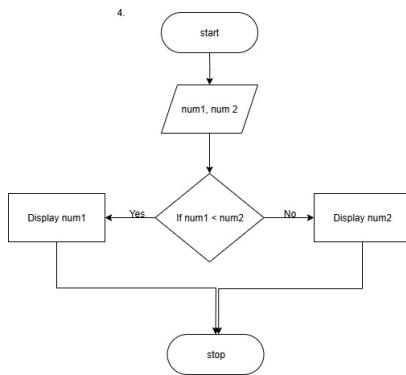 4.
start
num1, num 2
If num1 < num2
Yes
No
Display num1
Display num2
stop